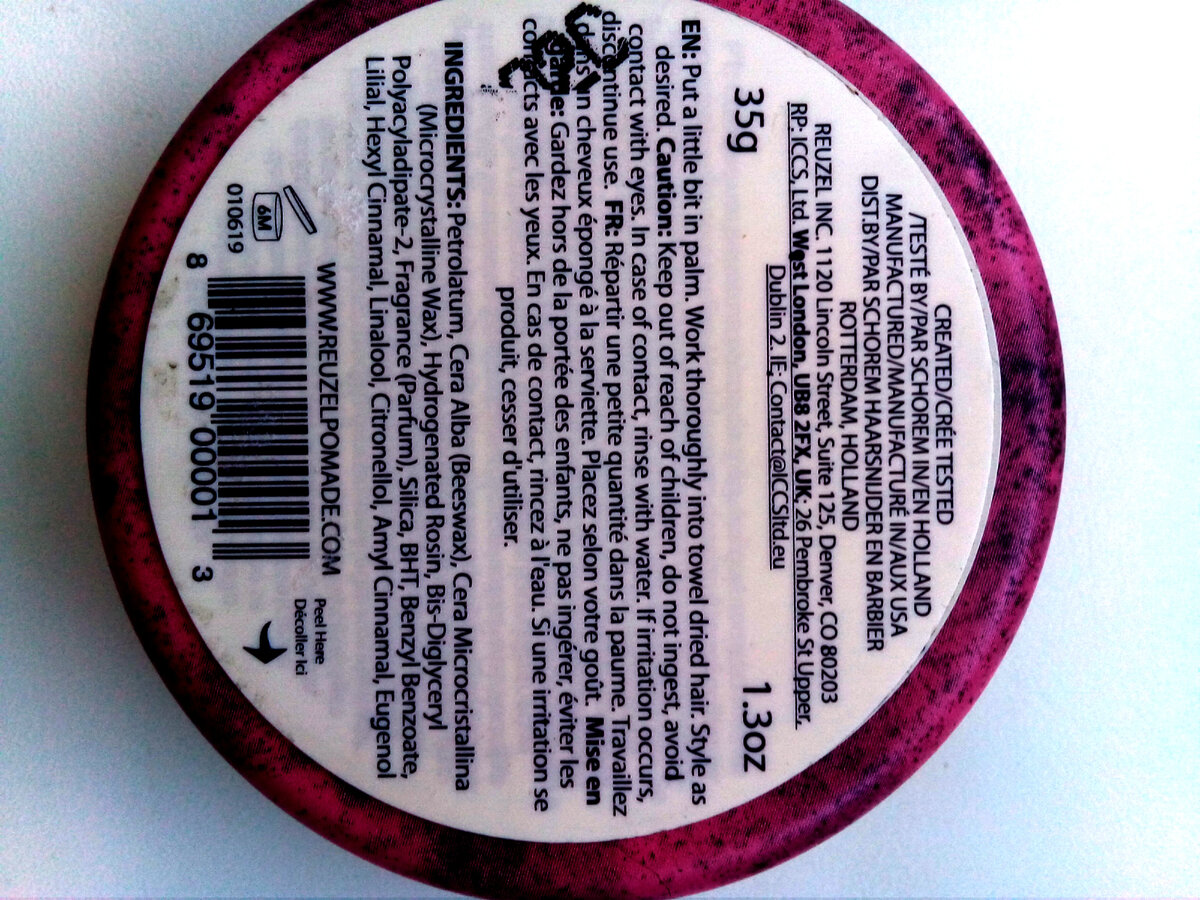 CREATED/CRÉE TESTED
/TESTÉ BY/PAR SCHOREM INVEN HOLLAND
MANUFACTURED/MANUFACTURÉ IN/AUX USA
DIST.BY/PAR SCHOREM HAARSNIJDER EN BARBIER
ROTTERDAM, HOLLAND
REUZEL INC. 1120 Lincoln Street, Suite 125, Denver, CO 80203
RP: ICCS, Ltd. West London, UB8 2FX, UK; 26 Pembroke St Upper,
Dublin 2. IE; Contact@ICCSltd.eu
35g 1.3oz
EN: Put a little bit in palm. Work thoroughly into towel dried hair. Style as
desired. Caution: Keep out of reach of children, do not ingest, avoid
contact with eyes. In case of contact, rinse with water. If irritation occurs,
discontinue use. FR: Répartir une petite quantité dans la paume. Travaillez
dans un cheveux épongé à la serviette. Placez selon votre goût. Mise en
garde: Gardez hors de la portée des enfants, ne pas ingérer, éviter les
contacts avec les yeux. En cas de contact, rincez à l'eau. Si une irritation se
produit, cesser d'utiliser.
INGREDIENTS: Petrolatum, Cera Alba (Beeswax), Cera Microcristallina
(Microcrystalline Wax), Hydrogenated Rosin, Bis-Diglyceryl
Polyacyladipate-2, Fragrance (Parfum), Silica, BHT, Benzyl Benzoate,
Lilial, Hexyl Cinnamal, Linalool, Citronellol, Amyl Cinnamal, Eugenol
WWW.REUZELPOMADE.COM
Peel Here
Décoller Ici
6M
010619
8 69519 00001 3